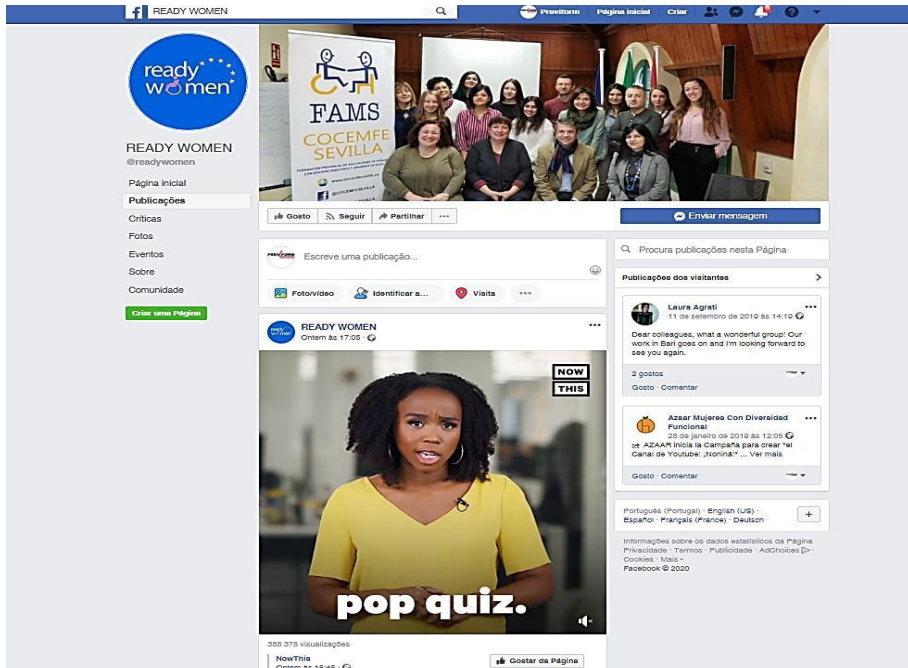 READY WOMEN
Previform Página inicial Criar
ready
women
READY WOMEN
@readywomen
Página inicial
Publicações
Críticas
Fotos
Eventos
Sobre
Comunidade
Criar uma Página
FAMS
COCEMFE
SEVILLA
Gosto Seguir Partilhar ...
Enviar mensagem
Escreve uma publicação...
Foto/vídeo Identificar a... Visita ...
READY WOMEN
Ontem às 17:05
NOW
THIS
pop quiz.
388 378 visualizações
NowThis
Gostar da Página
Procura publicações nesta Página
Publicações dos visitantes
Laura Agrati
11 de setembro de 2019 às 14:19
Dear colleagues, what a wonderful group! Our
work in Bari goes on and I'm looking forward to
see you again.
2 gostos
Gosto · Comentar
Azaar Mujeres Con Diversidad
Funcional
28 de janeiro de 2019 às 12:05
AZAAR inicia la Campaña para crear "el
Canal de Youtube: ¡Noniná!" ... Ver mais
Gosto · Comentar
Português (Portugal) · English (US) ·
Español · Français (France) · Deutsch
Informações sobre os dados estatísticos da Página
Privacidade · Termos · Publicidade · AdChoices ·
Cookies · Mais
Facebook © 2020